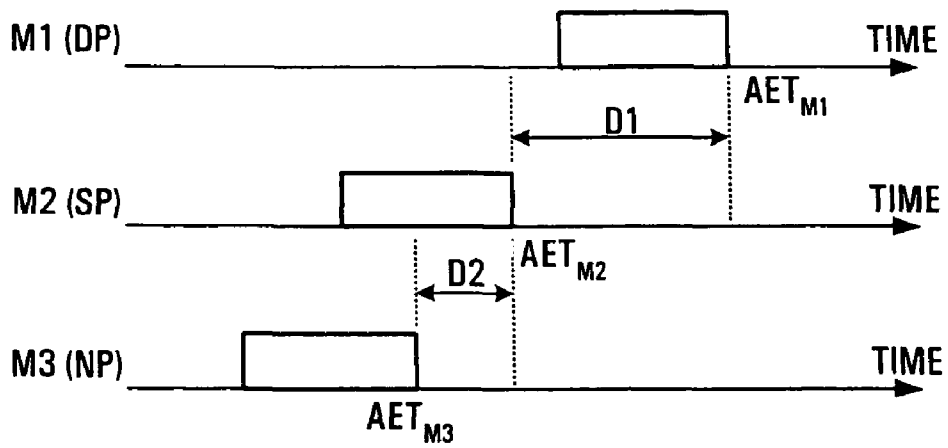 M1 (DP)
TIME
AET_M1
D1
M2 (SP)
TIME
AET_M2
D2
M3 (NP)
TIME
AET_M3